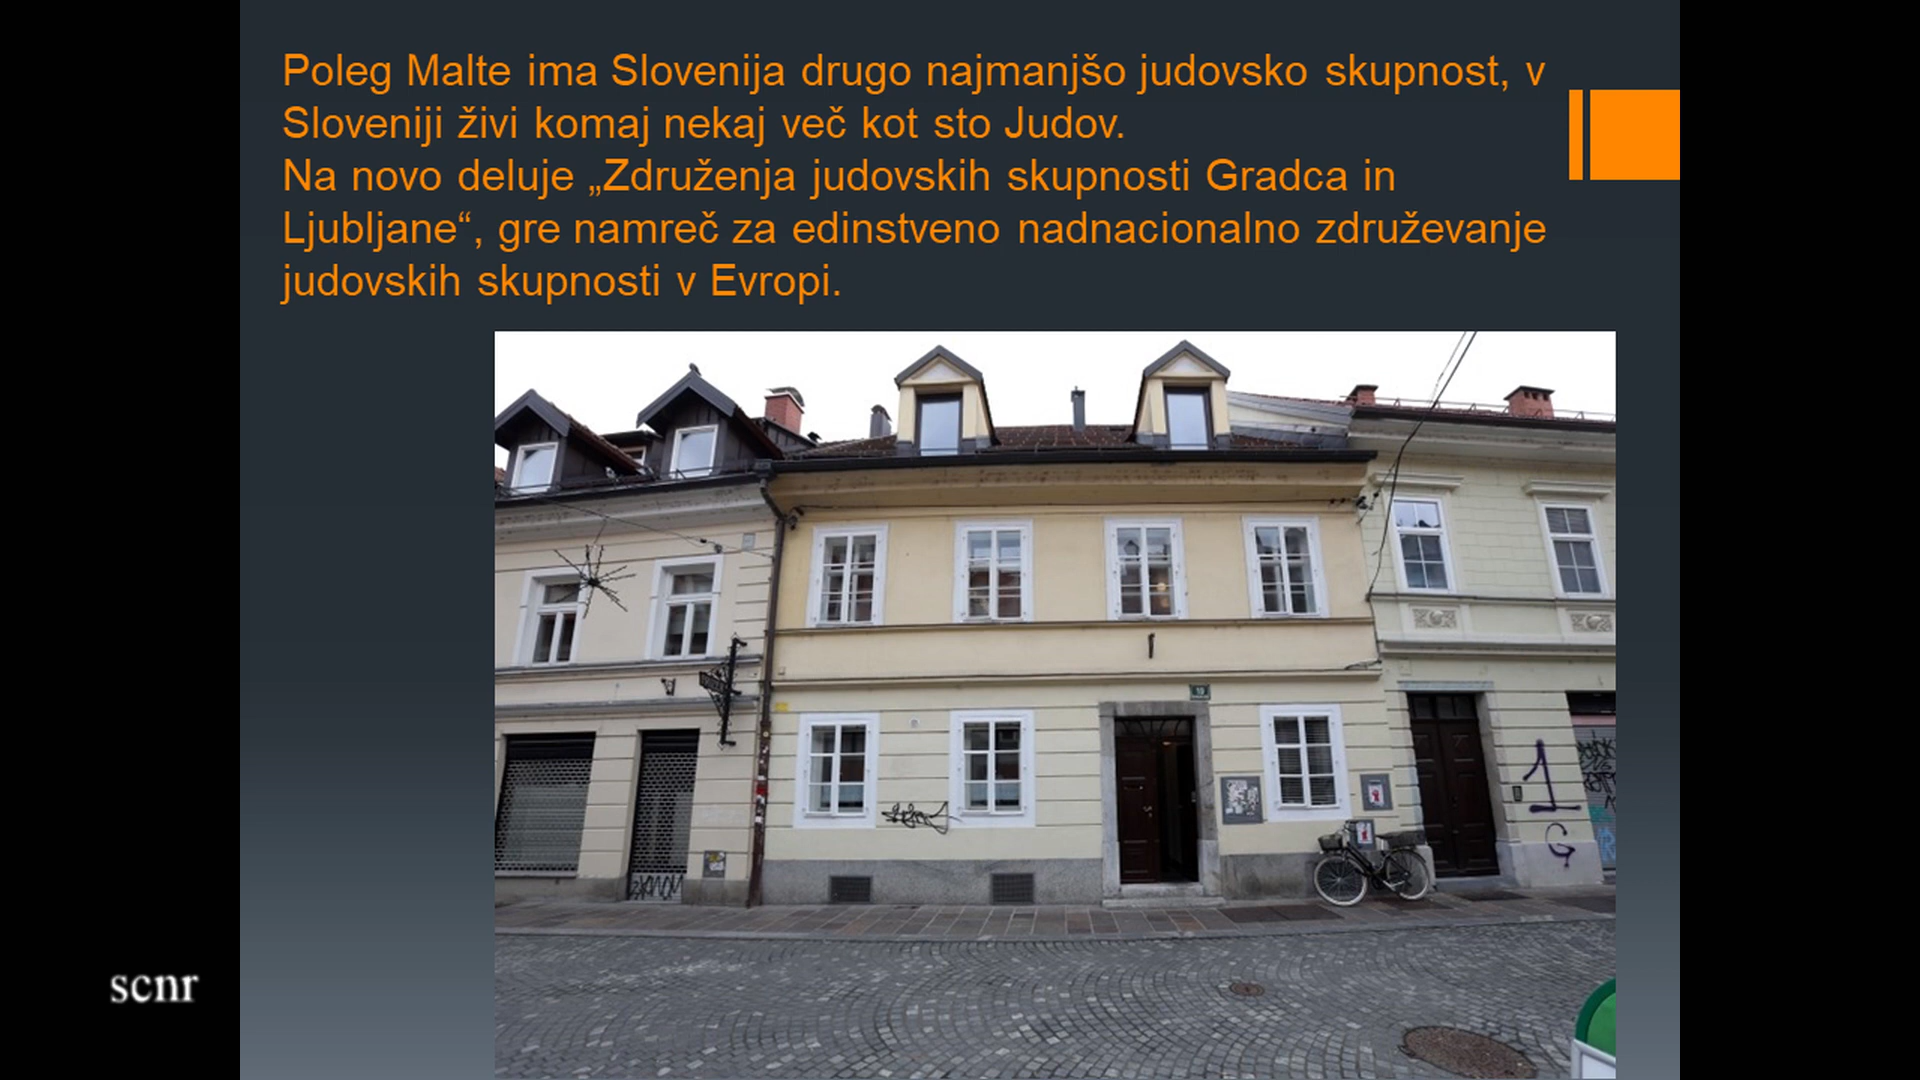 Poleg Malte ima Slovenija drugo najmanjšo judovsko skupnost, v
Sloveniji živi komaj nekaj več kot sto Judov.
Na novo deluje „Združenja judovskih skupnosti Gradca in
Ljubljane“, gre namreč za edinstveno nadnacionalno združevanje
judovskih skupnosti v Evropi.
scnr